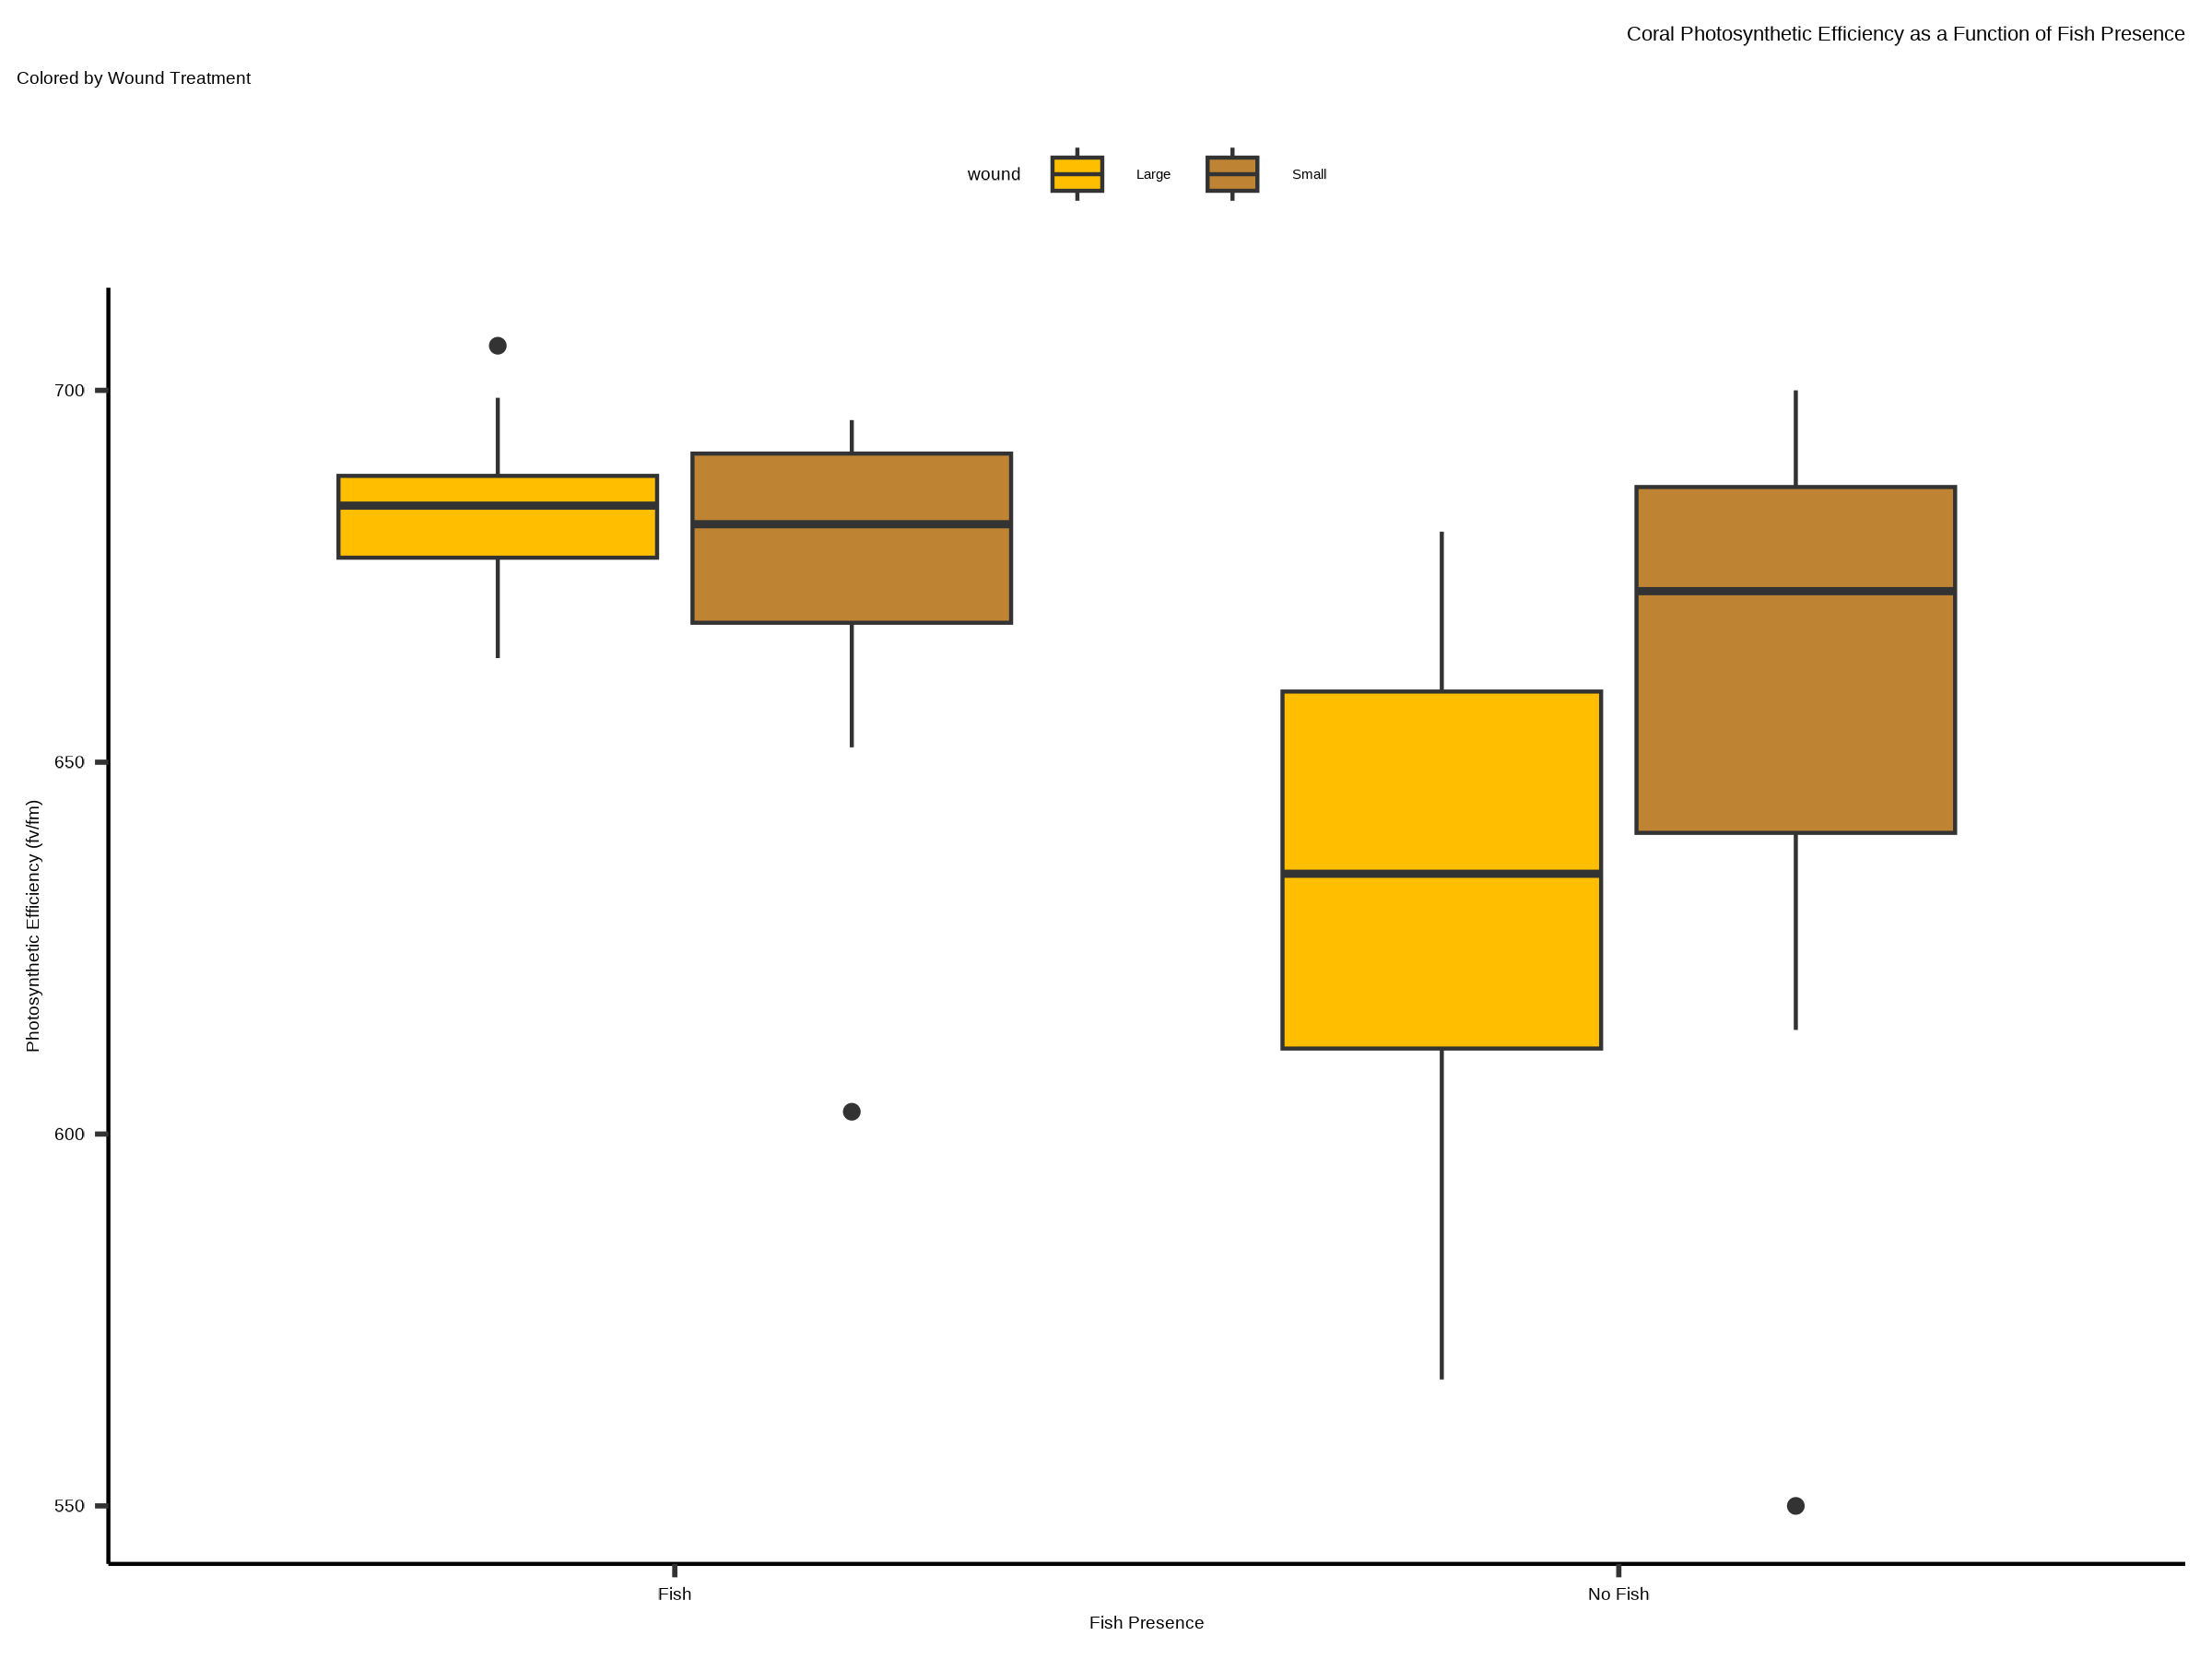 Coral Photosynthetic Efficiency as a Function of Fish Presence
Colored by Wound Treatment
wound Large Small
700
650
600
550
Photosynthetic Efficiency (fv/fm)
Fish No Fish
Fish Presence